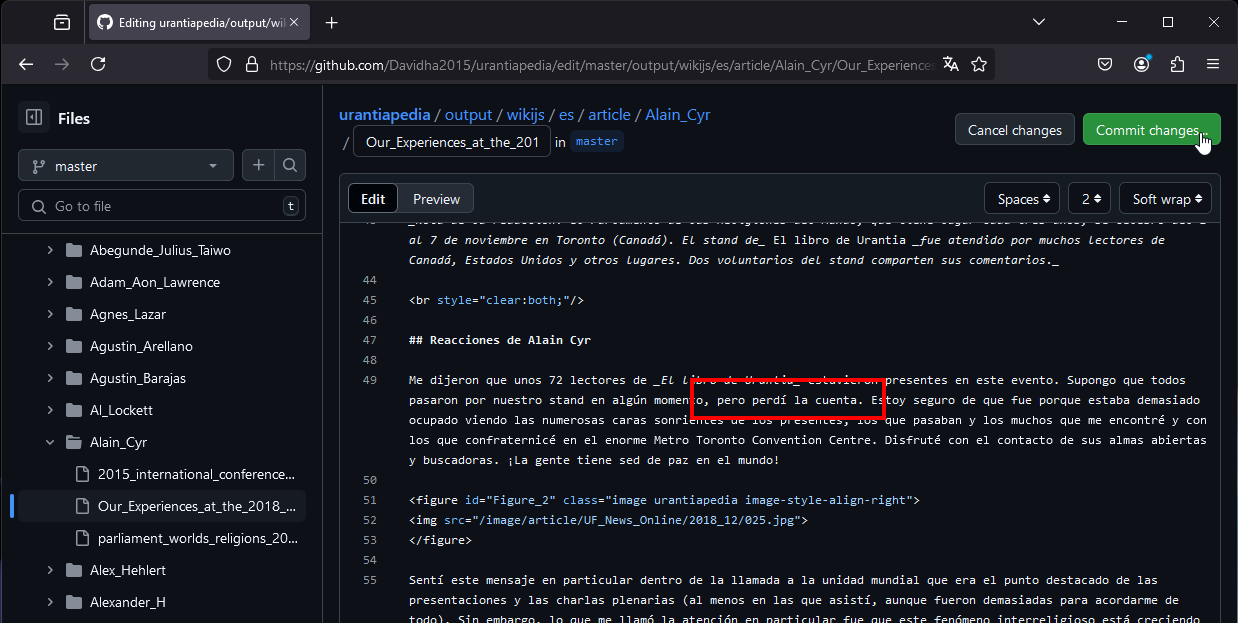 Editing urantiapedia/output/wi
https://github.com/Davidha2015/urantiapedia/edit/master/output/wikijs/es/article/Alain_Cyr/Our_Experiences
Files
master
Go to file
t
Abegunde_Julius_Taiwo
Adam_Aon_Lawrence
Agnes_Lazar
Agustin_Arellano
Agustin_Barajas
Al_Lockett
Alain_Cyr
2015_international_conference...
Our_Experiences_at_the_2018_...
parliament_worlds_religions_20...
Alex_Hehlert
Alexander_H
urantiapedia / output / wikijs / es / article / Alain_Cyr
/ Our_Experiences_at_the_201 in master
Cancel changes
Commit changes...
Edit
Preview
Spaces
2
Soft wrap
al 7 de noviembre en Toronto (Canadá). El stand de_ El libro de Urantia _fue atendido por muchos lectores de
Canadá, Estados Unidos y otros lugares. Dos voluntarios del stand comparten sus comentarios._
44
45 <br style="clear:both;"/>
46
47 ## Reacciones de Alain Cyr
48
49 Me dijeron que unos 72 lectores de _El libro de Urantia_ estuvieron presentes en este evento. Supongo que todos
pasaron por nuestro stand en algún momento, pero perdí la cuenta. Estoy seguro de que fue porque estaba demasiado
ocupado viendo las numerosas caras sonrientes de los presentes, los que pasaban y los muchos que me encontré y con
los que confraternicé en el enorme Metro Toronto Convention Centre. Disfruté con el contacto de sus almas abiertas
y buscadoras. ¡La gente tiene sed de paz en el mundo!
50
51 <figure id="Figure_2" class="image urantiapedia image-style-align-right">
52 <img src="/image/article/UF_News_Online/2018_12/025.jpg">
53 </figure>
54
55 Sentí este mensaje en particular dentro de la llamada a la unidad mundial que era el punto destacado de las
presentaciones y las charlas plenarias (al menos en las que asistí, aunque fueron demasiadas para acordarme de
todo). Sin embargo, lo que me llamó la atención en particular fue que este fenómeno interreligioso está creciendo